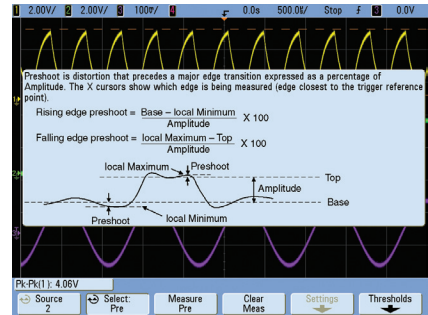 1 2.00V/ 2 2.00V/ 3 100▿/ 4 0.0s 500.0▿/ Stop 3 0.0V
Preshoot is distortion that precedes a major edge transition expressed as a percentage of
Amplitude. The X cursors show which edge is being measured (edge closest to the trigger reference
point).
Rising edge preshoot = Base – local Minimum
Amplitude
X 100
Falling edge preshoot = local Maximum – Top
Amplitude
X 100
local Maximum
Preshoot
Top
Amplitude
Base
Preshoot
local Minimum
Pk-Pk(1): 4.06V
Source
2
Select:
Pre
Measure
Pre
Clear
Meas
Settings
Thresholds